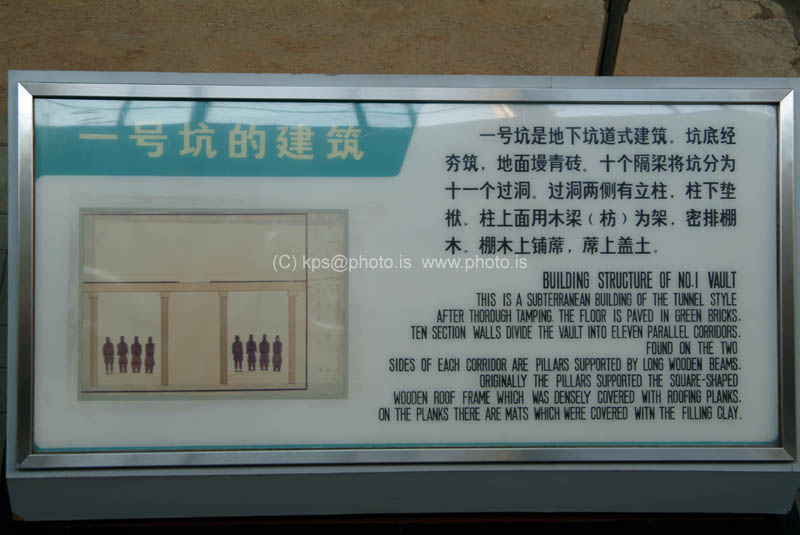 一号坑的建筑
一号坑是地下坑道式建筑。坑底经
夯筑，地面墁青砖。十个隔梁将坑分为
十一个过洞。过洞两侧有立柱，柱下垫
栿。柱上面用木梁（枋）为架，密排棚
木。棚木上铺蓆，蓆上盖土。
(C) kps@photo.is www.photo.is
BUILDING STRUCTURE OF NO.1 VAULT
THIS IS A SUBTERRANEAN BUILDING OF THE TUNNEL STYLE
AFTER THOROUGH TAMPING. THE FLOOR IS PAVED IN GREEN BRICKS.
TEN SECTION WALLS DIVIDE THE VAULT INTO ELEVEN PARALLEL CORRIDORS.
FOUND ON THE TWO
SIDES OF EACH CORRIDOR ARE PILLARS SUPPORTED BY LONG WOODEN BEAMS.
ORIGINALLY THE PILLARS SUPPORTED THE SQUARE-SHAPED
WOODEN ROOF FRAME WHICH WAS DENSELY COVERED WITH ROOFING PLANKS.
ON THE PLANKS THERE ARE MATS WHICH WERE COVERED WITN THE FILLING CLAY.